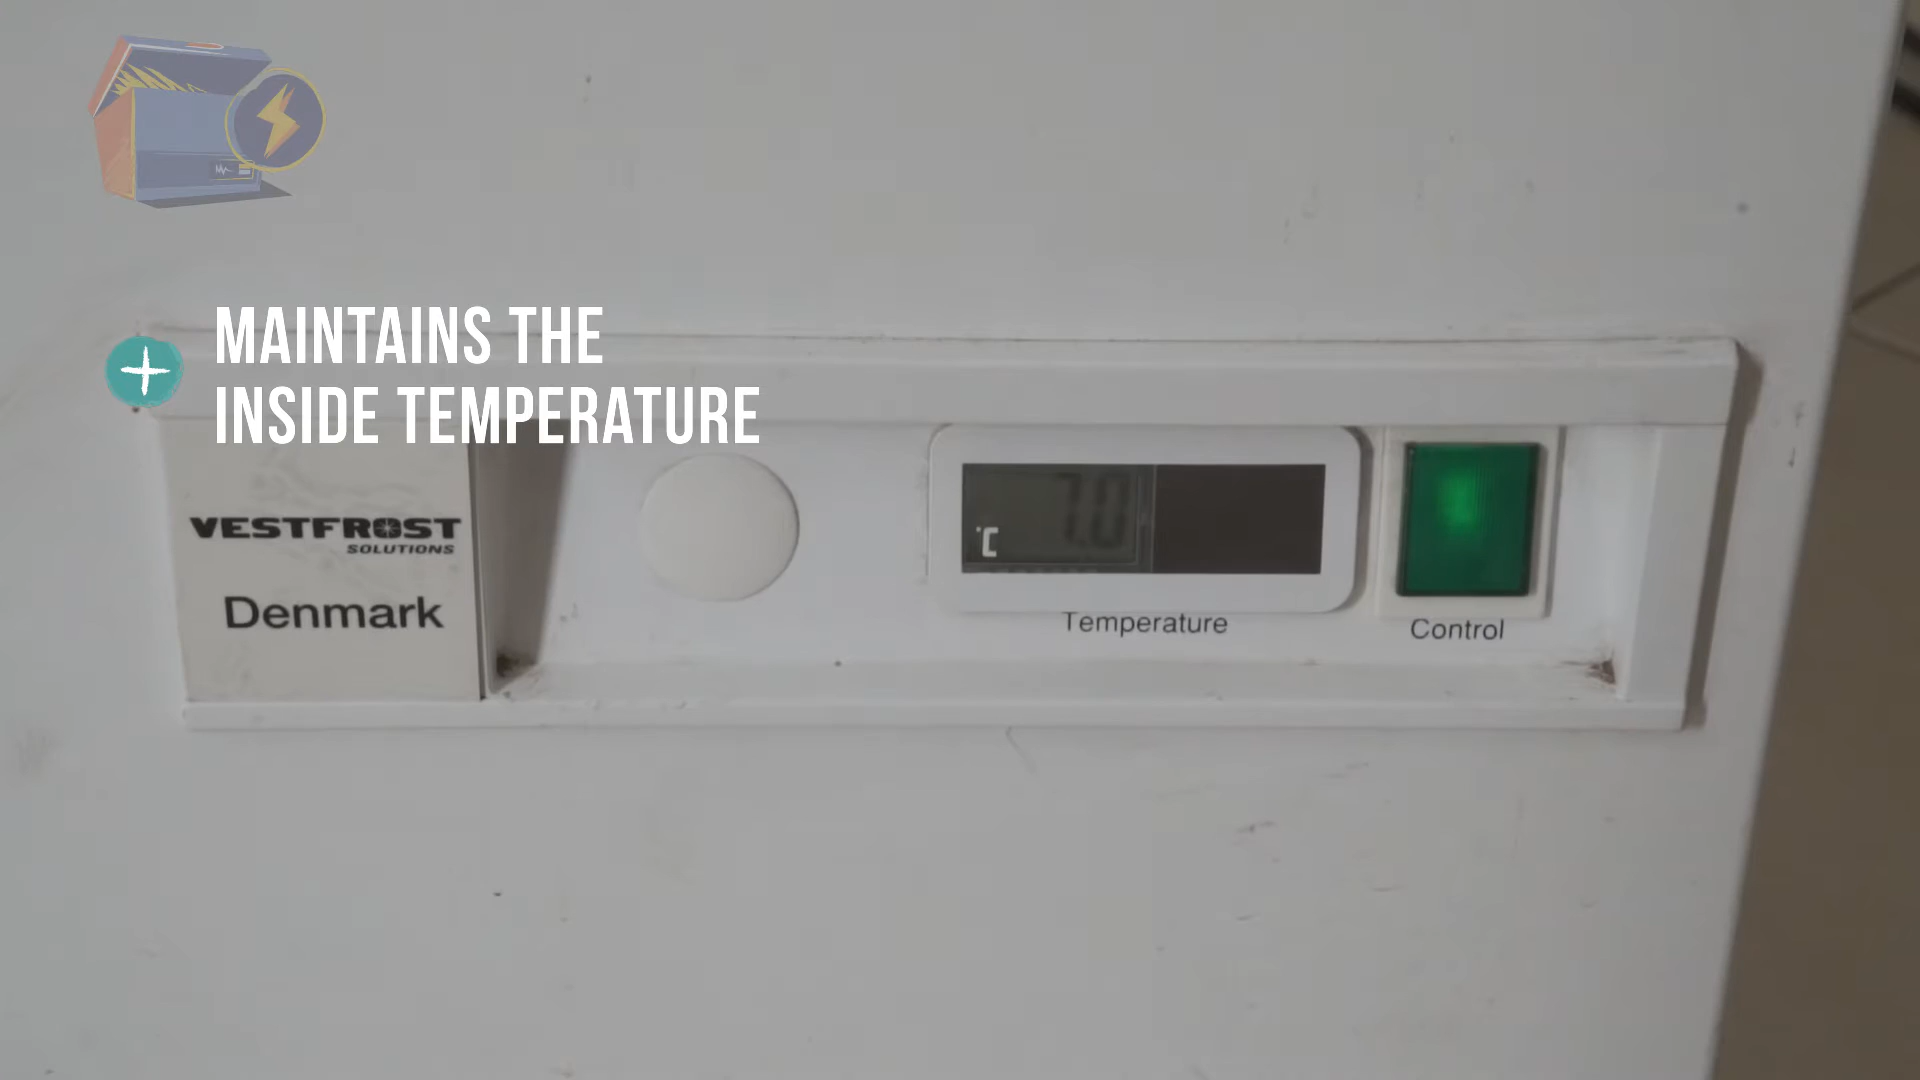 MAINTAINS THE
INSIDE TEMPERATURE
VESTFROST
SOLUTIONS
Denmark
°C 7.0
Temperature
Control